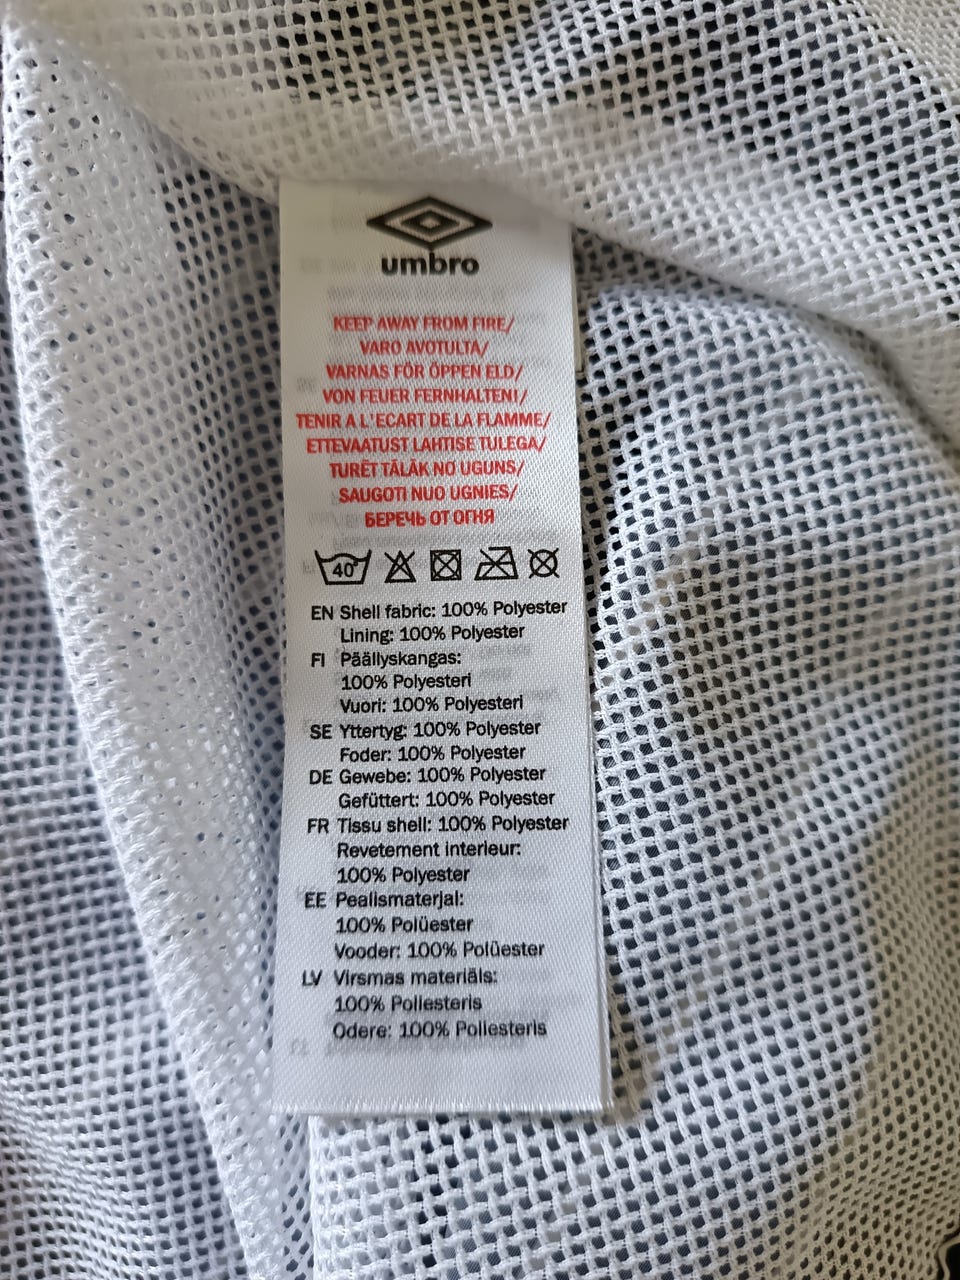 umbro
KEEP AWAY FROM FIRE/
VARO AVOTULTA/
VARNAS FÖR ÖPPEN ELD/
VON FEUER FERNHALTEN!/
TENIR A L'ECART DE LA FLAMME/
ETTEVAATUST LAHTISE TULEGA/
TURĒT TĀLĀK NO UGUNS/
SAUGOTI NUO UGNIES/
БЕРЕЧЬ ОТ ОГНЯ
40°
EN Shell fabric: 100% Polyester
Lining: 100% Polyester
FI Päällyskangas:
100% Polyesteri
Vuori: 100% Polyesteri
SE Yttertyg: 100% Polyester
Foder: 100% Polyester
DE Gewebe: 100% Polyester
Gefüttert: 100% Polyester
FR Tissu shell: 100% Polyester
Revetement interieur:
100% Polyester
EE Pealismaterjal:
100% Polüester
Vooder: 100% Polüester
LV Virsmas materiāls:
100% Poliesteris
Odere: 100% Poliesteris